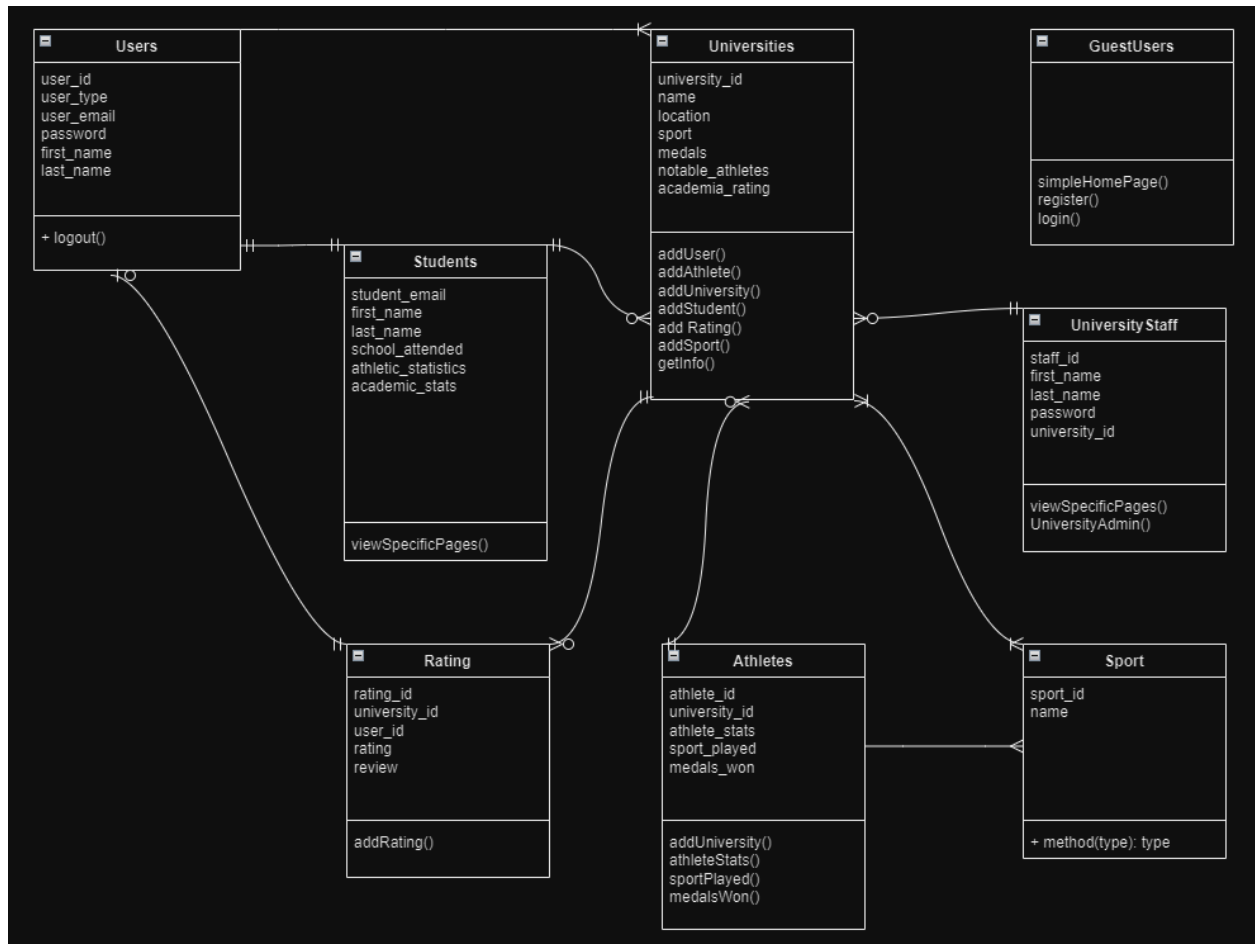 Users
user_id
user_type
user_email
password
first_name
last_name
+ logout()
Universities
university_id
name
location
sport
medals
notable_athletes
academia_rating
addUser()
addAthlete()
addUniversity()
addStudent()
add Rating()
addSport()
getInfo()
GuestUsers
simpleHomePage()
register()
login()
Students
student_email
first_name
last_name
school_attended
athletic_statistics
academic_stats
viewSpecificPages()
UniversityStaff
staff_id
first_name
last_name
password
university_id
viewSpecificPages()
UniversityAdmin()
Rating
rating_id
university_id
user_id
rating
review
addRating()
Athletes
athlete_id
university_id
athlete_stats
sport_played
medals_won
addUniversity()
athleteStats()
sportPlayed()
medalsWon()
Sport
sport_id
name
+ method(type): type